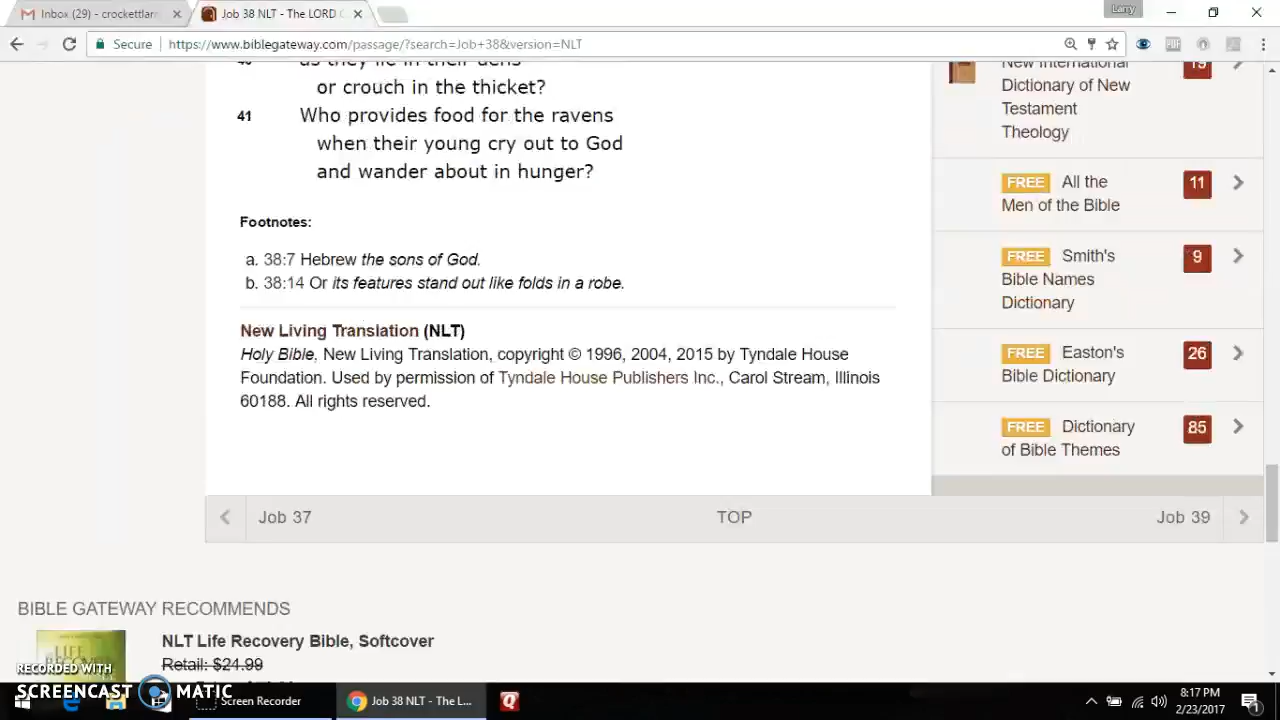 Inbox (29) - crockettlar
Job 38 NLT - The LORD
Larry
Secure
https://www.biblegateway.com/passage/?search=Job+38&version=NLT
as they lie in their dens
or crouch in the thicket?
41 Who provides food for the ravens
when their young cry out to God
and wander about in hunger?
Footnotes:
a. 38:7 Hebrew the sons of God.
b. 38:14 Or its features stand out like folds in a robe.
New Living Translation (NLT)
Holy Bible, New Living Translation, copyright © 1996, 2004, 2015 by Tyndale House
Foundation. Used by permission of Tyndale House Publishers Inc., Carol Stream, Illinois
60188. All rights reserved.
New International
Dictionary of New
Testament
Theology
19
FREE All the
Men of the Bible
11
FREE Smith's
Bible Names
Dictionary
9
FREE Easton's
Bible Dictionary
26
FREE Dictionary
of Bible Themes
85
Job 37
TOP
Job 39
BIBLE GATEWAY RECOMMENDS
NLT Life Recovery Bible, Softcover
Retail: $24.99
RECORDED WITH
SCREENCAST MATIC
Screen Recorder
Job 38 NLT - The L...
8:17 PM
2/23/2017